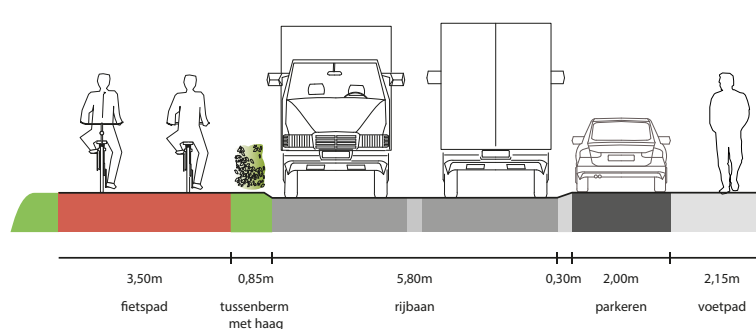 3,50m 0,85m 5,80m 0,30m 2,00m 2,15m
fietspad tussenberm rijbaan parkeren voetpad
met haag